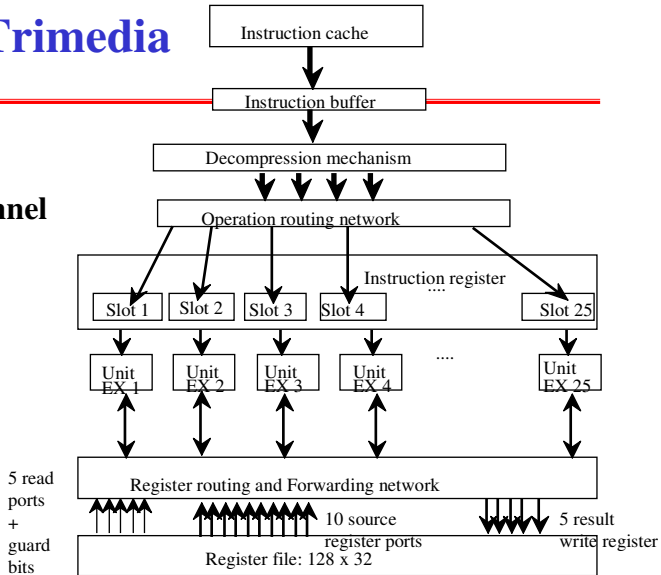 Instruction cache
Instruction buffer
Decompression mechanism
Operation routing network
Instruction register
....
Slot 1
Slot 2
Slot 3
Slot 4
Slot 25
....
Unit
EX 1
Unit
EX 2
Unit
EX 3
Unit
EX 4
Unit
EX 25
Register routing and Forwarding network
5 read
ports
+
guard
bits
10 source
register ports
5 result
write register
Register file: 128 x 32